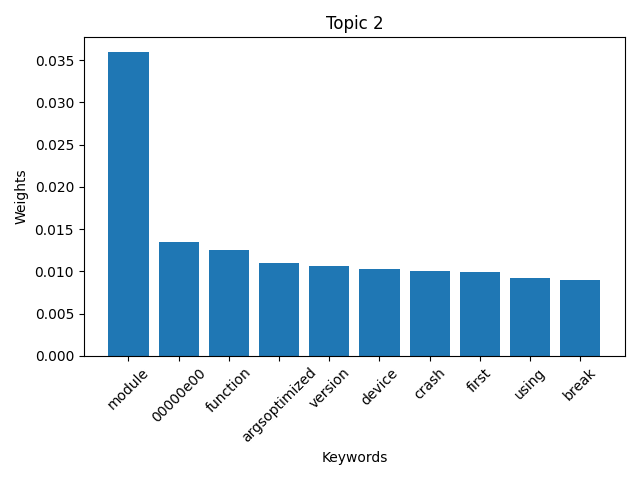 Topic 2
Weights
0.035
0.030
0.025
0.020
0.015
0.010
0.005
0.000
module
00000e00
function
argsoptimized
version
device
crash
first
using
break
Keywords